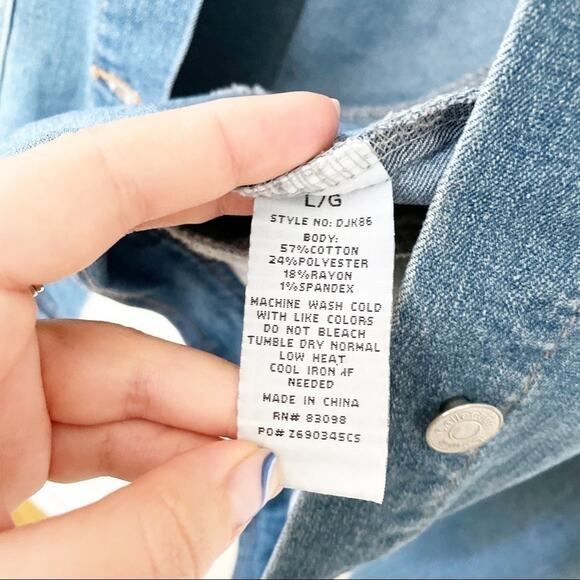 L/G
STYLE NO: DJK86
BODY:
57%COTTON
24%POLYESTER
18%RAYON
1%SPANDEX
MACHINE WASH COLD
WITH LIKE COLORS
DO NOT BLEACH
TUMBLE DRY NORMAL
LOW HEAT
COOL IRON IF
NEEDED
MADE IN CHINA
RN# 83098
PO# Z690345CS